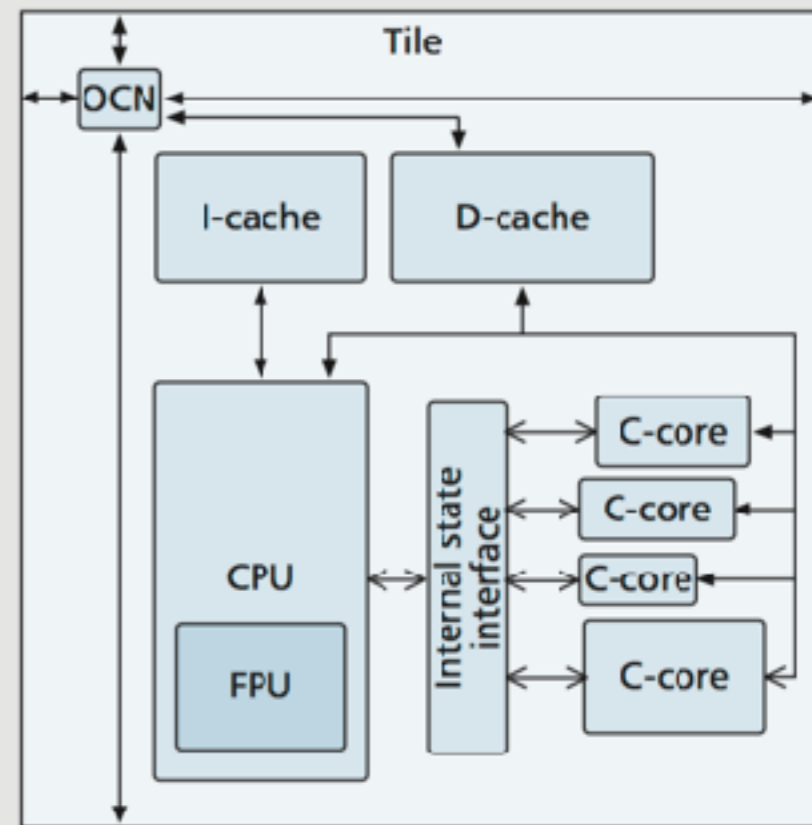 Tile
OCN
I-cache
D-cache
C-core
C-core
C-core
C-core
CPU
FPU
Internal state
interface